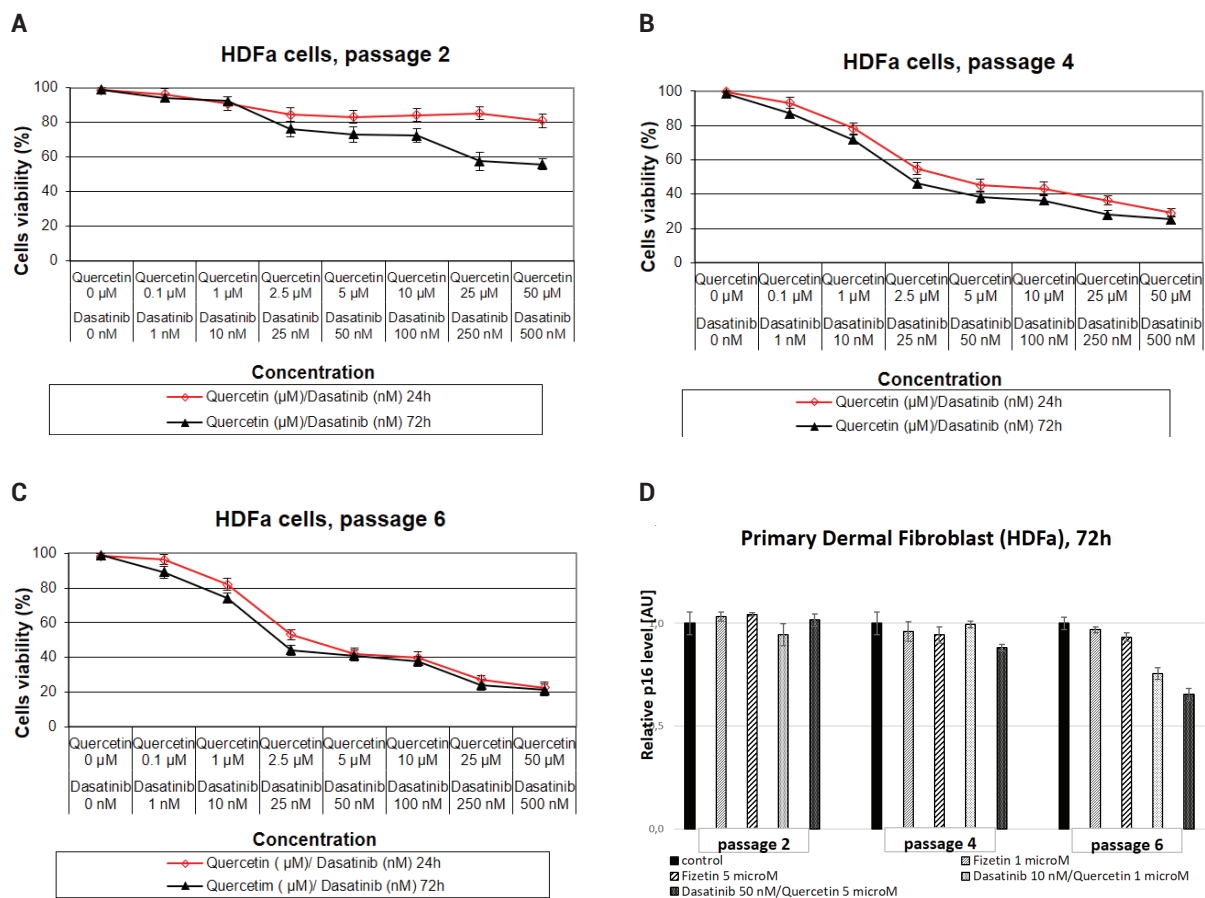 A
HDFa cells, passage 2
Cells viability (%)
100
80
60
40
20
0
Quercetin Quercetin Quercetin Quercetin Quercetin Quercetin Quercetin Quercetin
0 µM 0.1 µM 1 µM 2.5 µM 5 µM 10 µM 25 µM 50 µM
Dasatinib Dasatinib Dasatinib Dasatinib Dasatinib Dasatinib Dasatinib Dasatinib
0 nM 1 nM 10 nM 25 nM 50 nM 100 nM 250 nM 500 nM
Concentration
Quercetin (µM)/Dasatinib (nM) 24h
Quercetin (µM)/Dasatinib (nM) 72h
B
HDFa cells, passage 4
Cells viability (%)
100
80
60
40
20
0
Quercetin Quercetin Quercetin Quercetin Quercetin Quercetin Quercetin Quercetin
0 µM 0.1 µM 1 µM 2.5 µM 5 µM 10 µM 25 µM 50 µM
Dasatinib Dasatinib Dasatinib Dasatinib Dasatinib Dasatinib Dasatinib Dasatinib
0 nM 1 nM 10 nM 25 nM 50 nM 100 nM 250 nM 500 nM
Concentration
Quercetin (µM)/Dasatinib (nM) 24h
Quercetin (µM)/Dasatinib (nM) 72h
C
HDFa cells, passage 6
Cells viability (%)
100
80
60
40
20
0
Quercetin Quercetin Quercetin Quercetin Quercetin Quercetin Quercetin Quercetin
0 µM 0.1 µM 1 µM 2.5 µM 5 µM 10 µM 25 µM 50 µM
Dasatinib Dasatinib Dasatinib Dasatinib Dasatinib Dasatinib Dasatinib Dasatinib
0 nM 1 nM 10 nM 25 nM 50 nM 100 nM 250 nM 500 nM
Concentration
Quercetin ( µM)/ Dasatinib (nM) 24h
Quercetim ( µM)/ Dasatinib (nM) 72h
D
Primary Dermal Fibroblast (HDFa), 72h
Relative p16 level [AU]
0,0
passage 2 passage 4 passage 6
control Fizetin 1 microM
Fizetin 5 microM Dasatinib 10 nM/Quercetin 1 microM
Dasatinib 50 nM/Quercetin 5 microM